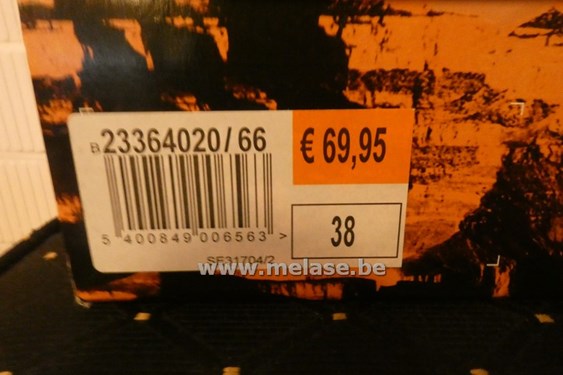 B 23364020/66
€ 69,95
5 400849 006563 >
38
SE31704/2
www.melase.be